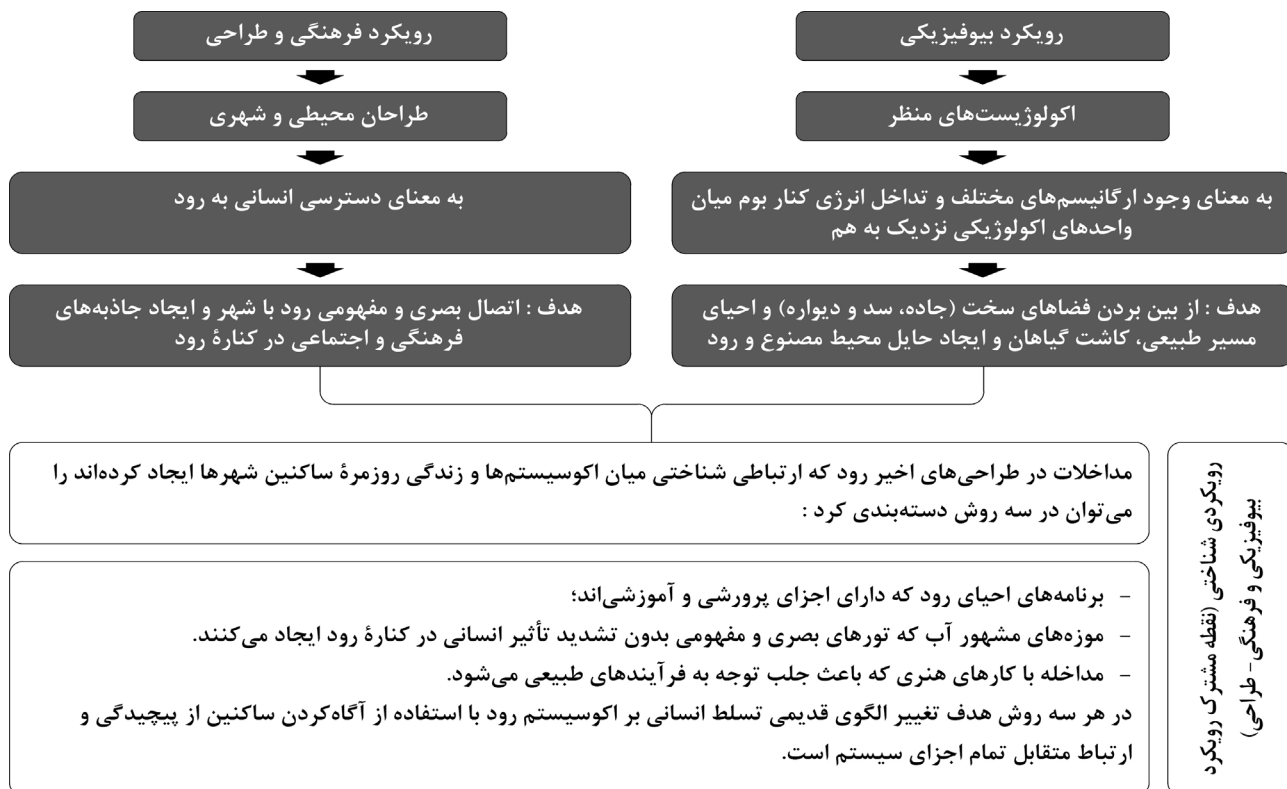 رویکرد بیوفیزیکی
اکولوژیست‌های منظر
به معنای وجود ارگانیسم‌های مختلف و تداخل انرژی کنار بوم میان
واحدهای اکولوژیکی نزدیک به هم
هدف : از بین بردن فضاهای سخت (جاده، سد و دیواره) و احیای
مسیر طبیعی، کاشت گیاهان و ایجاد حایل محیط مصنوع و رود
رویکرد فرهنگی و طراحی
طراحان محیطی و شهری
به معنای دسترسی انسانی به رود
هدف : اتصال بصری و مفهومی رود با شهر و ایجاد جاذبه‌های
فرهنگی و اجتماعی در کنارهٔ رود
رویکردی شناختی (نقطه مشترک رویکرد
بیوفیزیکی و فرهنگی- طراحی)
مداخلات در طراحی‌های اخیر رود که ارتباطی شناختی میان اکوسیستم‌ها و زندگی روزمرهٔ ساکنین شهرها ایجاد کرده‌اند را
می‌توان در سه روش دسته‌بندی کرد :
- برنامه‌های احیای رود که دارای اجزای پرورشی و آموزشی‌اند؛
- موزه‌های مشهور آب که تورهای بصری و مفهومی بدون تشدید تأثیر انسانی در کنارهٔ رود ایجاد می‌کنند.
- مداخله با کارهای هنری که باعث جلب توجه به فرآیندهای طبیعی می‌شود.
در هر سه روش هدف تغییر الگوی قدیمی تسلط انسانی بر اکوسیستم رود با استفاده از آگاه‌کردن ساکنین از پیچیدگی و
ارتباط متقابل تمام اجزای سیستم است.